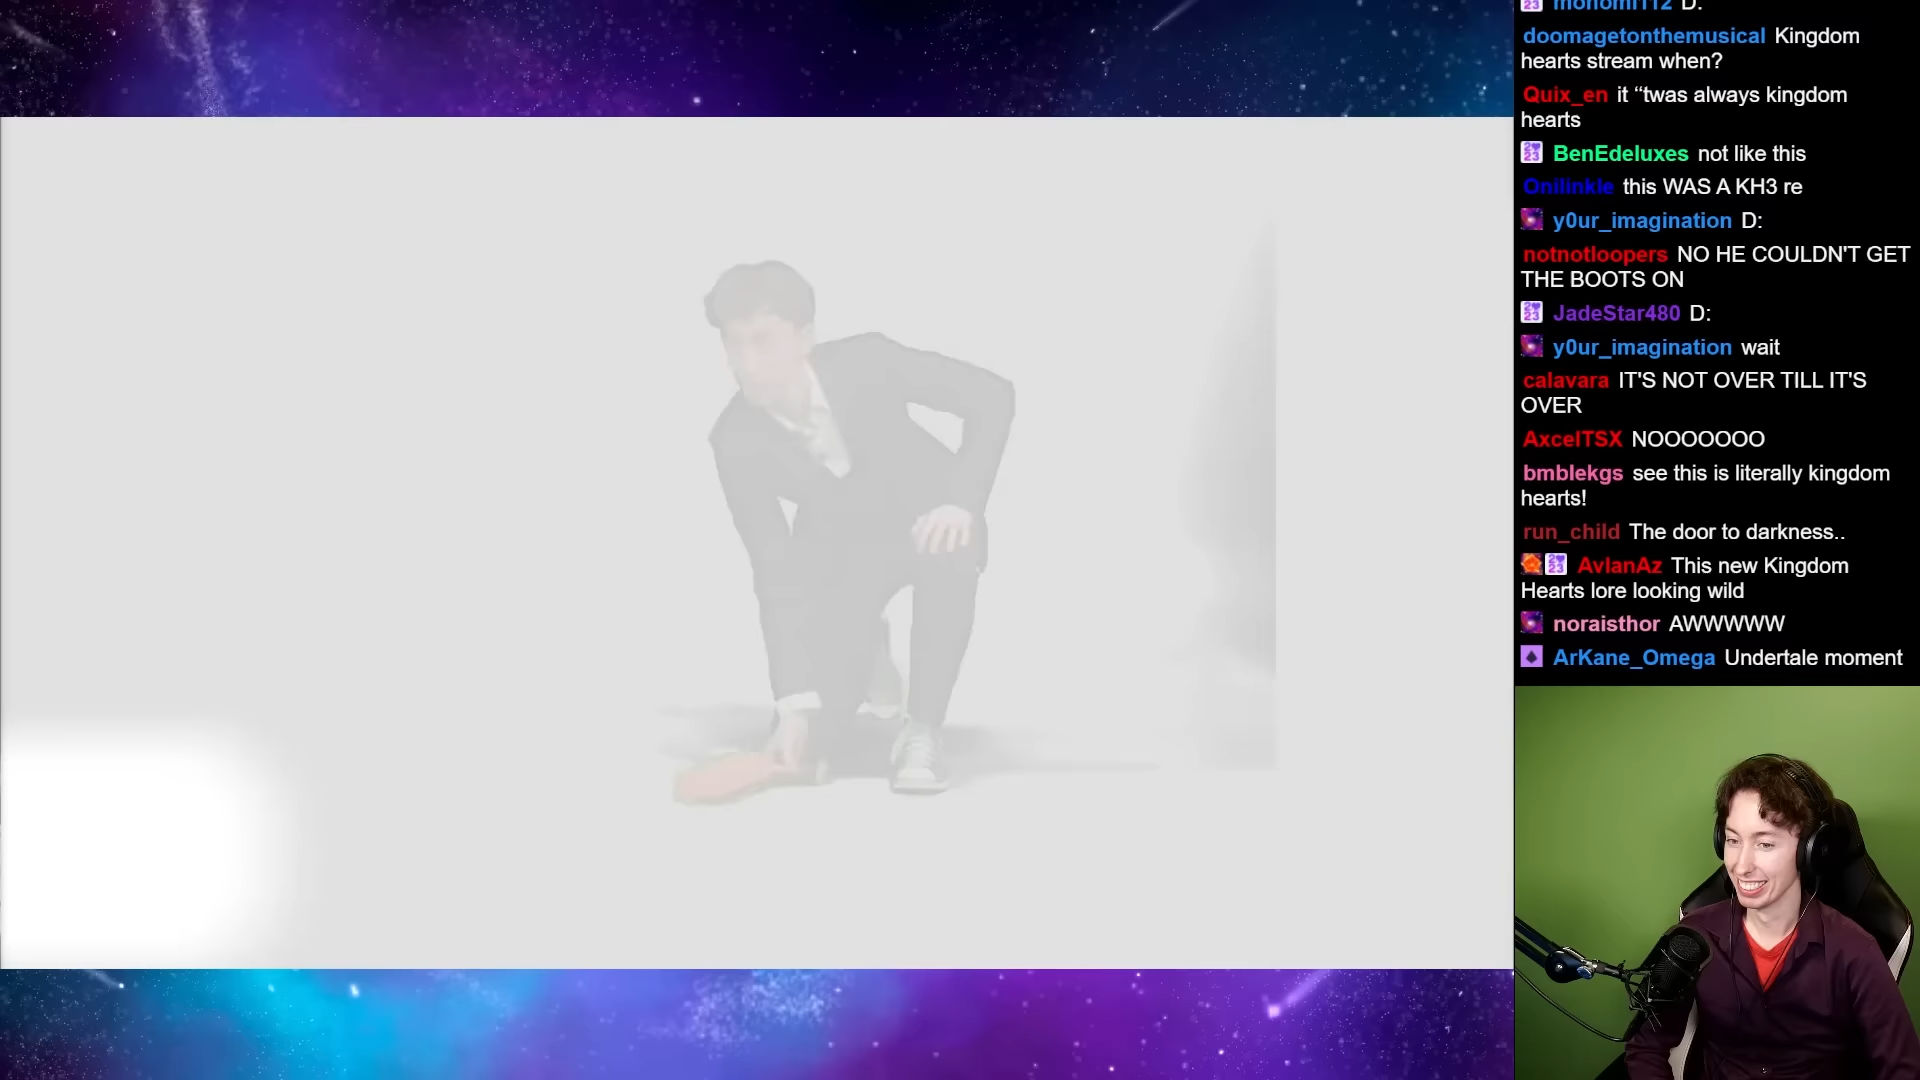 monomi112 D:
doomagetonthemusical Kingdom
hearts stream when?
Quix_en it “twas always kingdom
hearts
BenEdeluxes not like this
Onilinkle this WAS A KH3 re
y0ur_imagination D:
notnotloopers NO HE COULDN'T GET
THE BOOTS ON
JadeStar480 D:
y0ur_imagination wait
calavara IT'S NOT OVER TILL IT'S
OVER
AxcelTSX NOOOOOOO
bmblekgs see this is literally kingdom
hearts!
run_child The door to darkness..
AvlanAz This new Kingdom
Hearts lore looking wild
noraisthor AWWWWW
ArKane_Omega Undertale moment